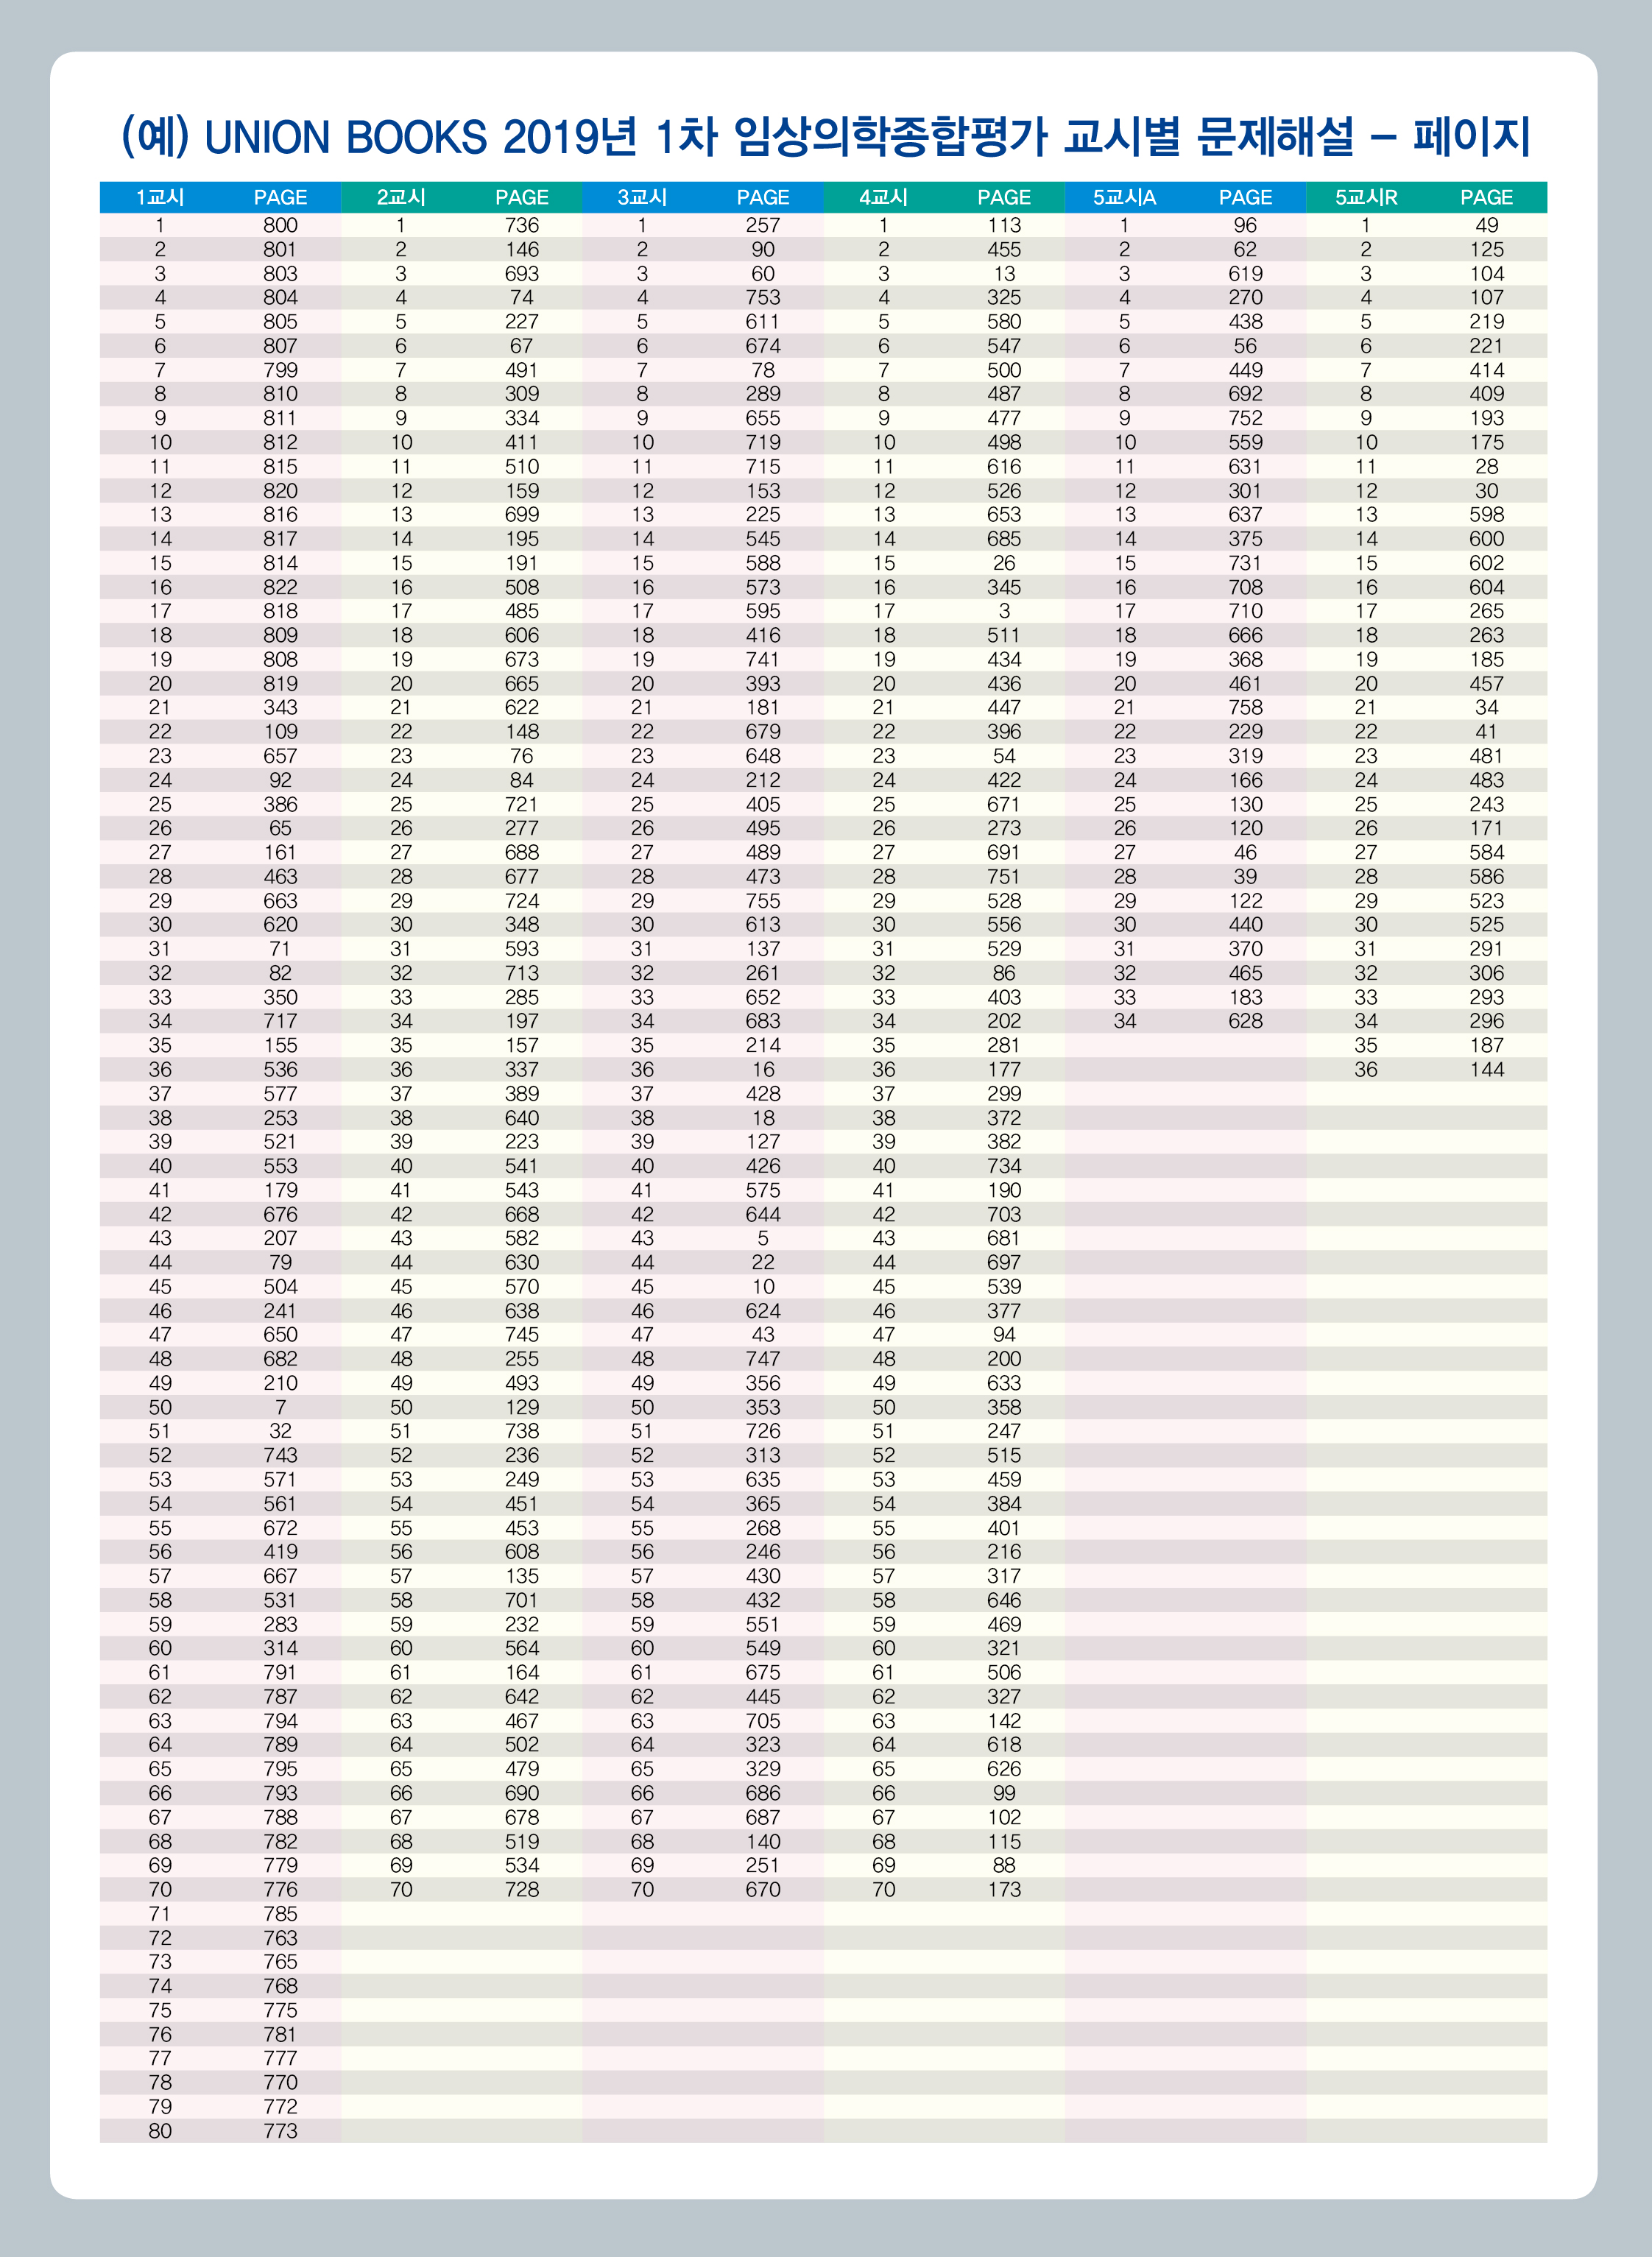 (예) UNION BOOKS 2019년 1차 임상의학종합평가 교시별 문제해설 – 페이지
1교시 PAGE 2교시 PAGE 3교시 PAGE 4교시 PAGE 5교시A PAGE 5교시R PAGE
1 800 1 736 1 257 1 113 1 96 1 49
2 801 2 146 2 90 2 455 2 62 2 125
3 803 3 693 3 60 3 13 3 619 3 104
4 804 4 74 4 753 4 325 4 270 4 107
5 805 5 227 5 611 5 580 5 438 5 219
6 807 6 67 6 674 6 547 6 56 6 221
7 799 7 491 7 78 7 500 7 449 7 414
8 810 8 309 8 289 8 487 8 692 8 409
9 811 9 334 9 655 9 477 9 752 9 193
10 812 10 411 10 719 10 498 10 559 10 175
11 815 11 510 11 715 11 616 11 631 11 28
12 820 12 159 12 153 12 526 12 301 12 30
13 816 13 699 13 225 13 653 13 637 13 598
14 817 14 195 14 545 14 685 14 375 14 600
15 814 15 191 15 588 15 26 15 731 15 602
16 822 16 508 16 573 16 345 16 708 16 604
17 818 17 485 17 595 17 3 17 710 17 265
18 809 18 606 18 416 18 511 18 666 18 263
19 808 19 673 19 741 19 434 19 368 19 185
20 819 20 665 20 393 20 436 20 461 20 457
21 343 21 622 21 181 21 447 21 758 21 34
22 109 22 148 22 679 22 396 22 229 22 41
23 657 23 76 23 648 23 54 23 319 23 481
24 92 24 84 24 212 24 422 24 166 24 483
25 386 25 721 25 405 25 671 25 130 25 243
26 65 26 277 26 495 26 273 26 120 26 171
27 161 27 688 27 489 27 691 27 46 27 584
28 463 28 677 28 473 28 751 28 39 28 586
29 663 29 724 29 755 29 528 29 122 29 523
30 620 30 348 30 613 30 556 30 440 30 525
31 71 31 593 31 137 31 529 31 370 31 291
32 82 32 713 32 261 32 86 32 465 32 306
33 350 33 285 33 652 33 403 33 183 33 293
34 717 34 197 34 683 34 202 34 628 34 296
35 155 35 157 35 214 35 281 35 187
36 536 36 337 36 16 36 177 36 144
37 577 37 389 37 428 37 299
38 253 38 640 38 18 38 372
39 521 39 223 39 127 39 382
40 553 40 541 40 426 40 734
41 179 41 543 41 575 41 190
42 676 42 668 42 644 42 703
43 207 43 582 43 5 43 681
44 79 44 630 44 22 44 697
45 504 45 570 45 10 45 539
46 241 46 638 46 624 46 377
47 650 47 745 47 43 47 94
48 682 48 255 48 747 48 200
49 210 49 493 49 356 49 633
50 7 50 129 50 353 50 358
51 32 51 738 51 726 51 247
52 743 52 236 52 313 52 515
53 571 53 249 53 635 53 459
54 561 54 451 54 365 54 384
55 672 55 453 55 268 55 401
56 419 56 608 56 246 56 216
57 667 57 135 57 430 57 317
58 531 58 701 58 432 58 646
59 283 59 232 59 551 59 469
60 314 60 564 60 549 60 321
61 791 61 164 61 675 61 506
62 787 62 642 62 445 62 327
63 794 63 467 63 705 63 142
64 789 64 502 64 323 64 618
65 795 65 479 65 329 65 626
66 793 66 690 66 686 66 99
67 788 67 678 67 687 67 102
68 782 68 519 68 140 68 115
69 779 69 534 69 251 69 88
70 776 70 728 70 670 70 173
71 785
72 763
73 765
74 768
75 775
76 781
77 777
78 770
79 772
80 773